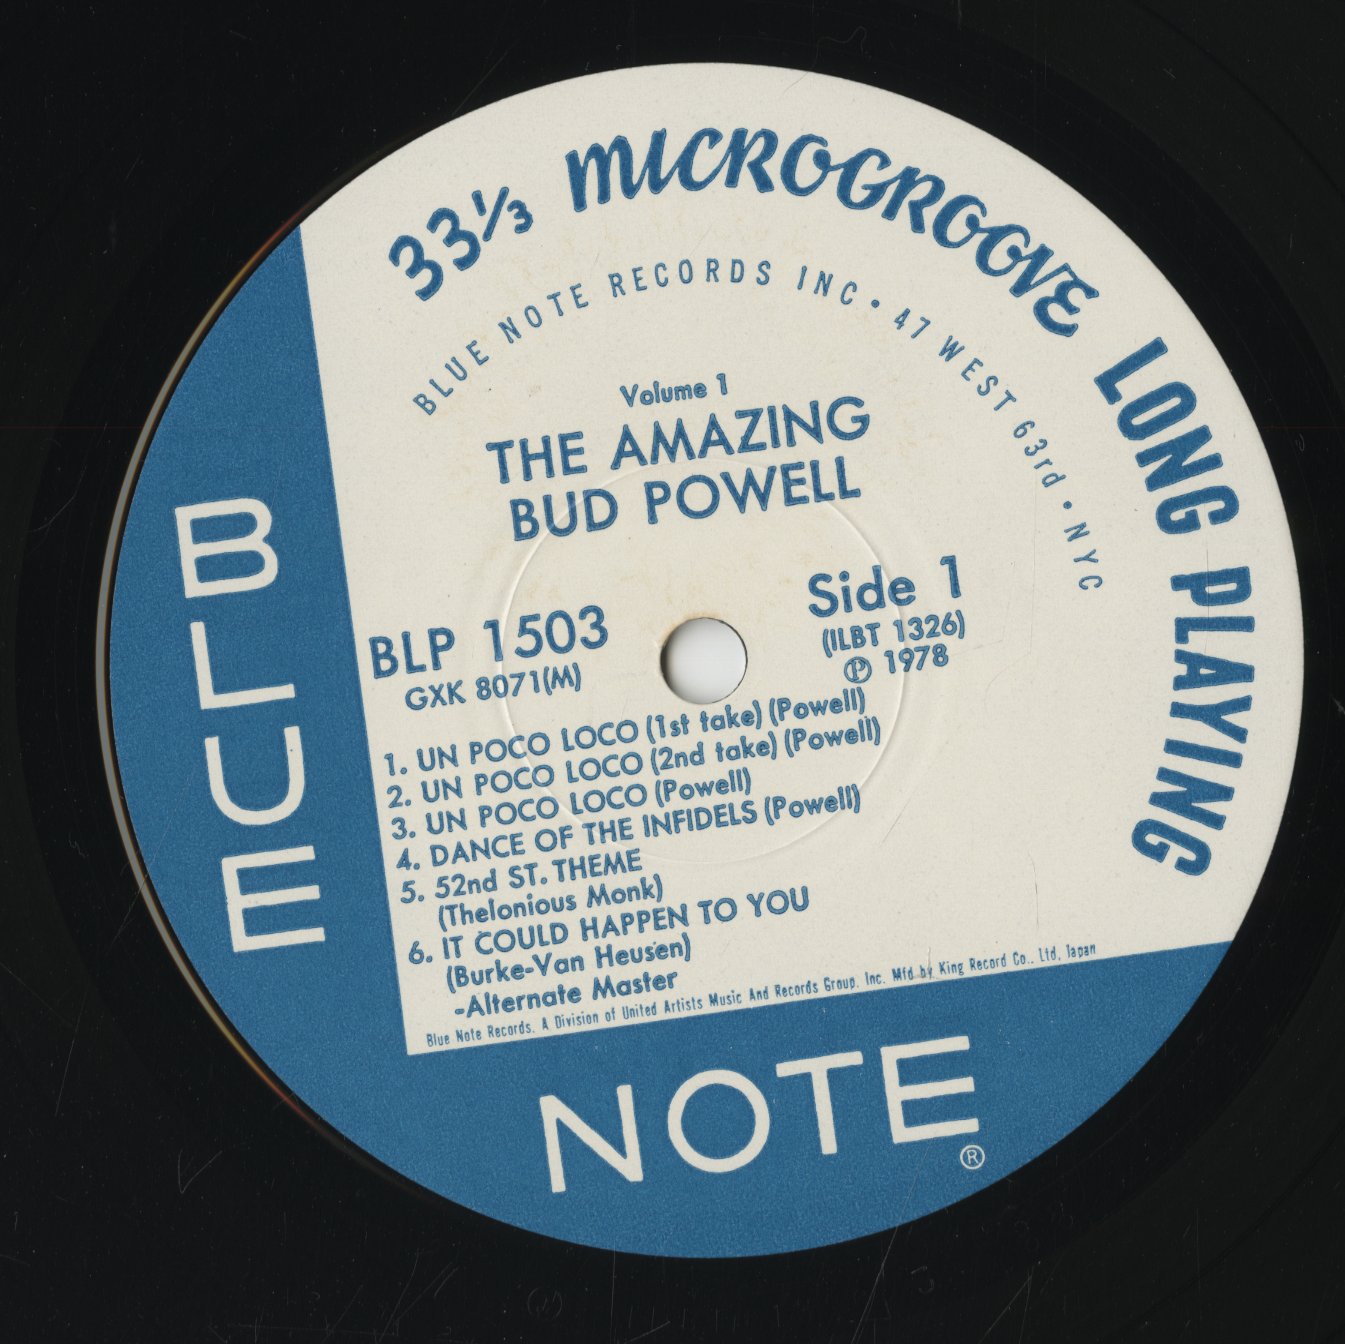 33⅓ MICROGROOVE LONG PLAYING
BLUE NOTE RECORDS INC • 47 WEST 63rd • NYC
Volume 1
THE AMAZING
BUD POWELL
BLP 1503
GXK 8071(M)
Side 1
(ILBT 1326)
Ⓟ 1978
1. UN POCO LOCO (1st take) (Powell)
2. UN POCO LOCO (2nd take) (Powell)
3. UN POCO LOCO (Powell)
4. DANCE OF THE INFIDELS (Powell)
5. 52nd ST. THEME
(Thelonious Monk)
6. IT COULD HAPPEN TO YOU
(Burke-Van Heusen)
-Alternate Master
Blue Note Records. A Division of United Artists Music And Records Group. Inc. Mfd by King Record Co.. Ltd, Japan
BLUE
NOTE ®